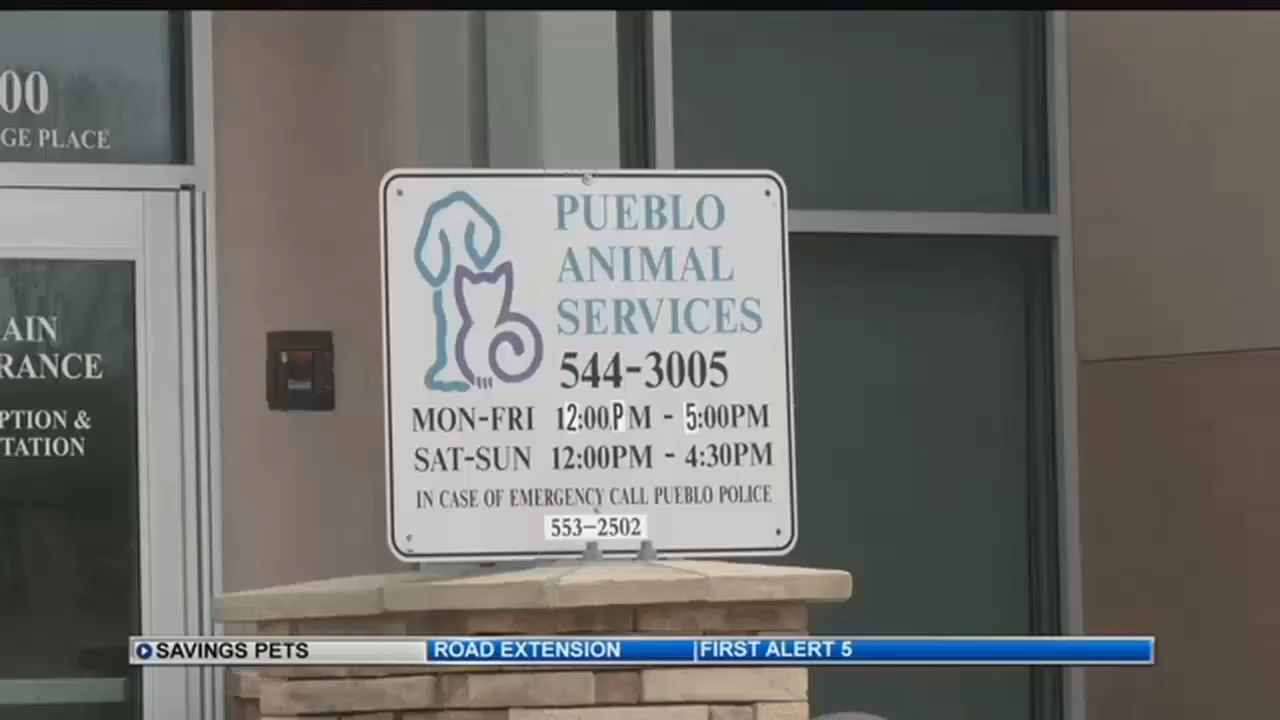 00
GE PLACE
AIN
RANCE
PTION &
TATION
PUEBLO
ANIMAL
SERVICES
544-3005
MON-FRI 12:00PM - 5:00PM
SAT-SUN 12:00PM - 4:30PM
IN CASE OF EMERGENCY CALL PUEBLO POLICE
553-2502
SAVINGS PETS ROAD EXTENSION FIRST ALERT 5